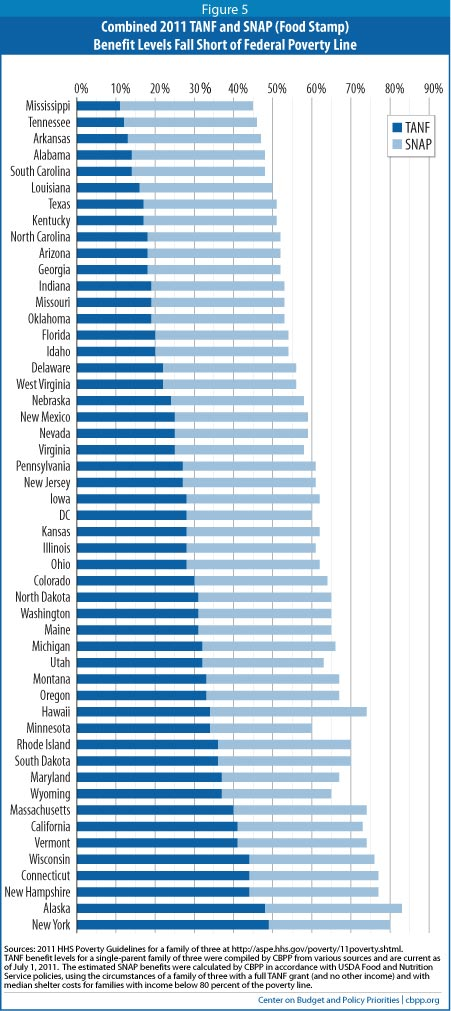 Figure 5
Combined 2011 TANF and SNAP (Food Stamp)
Benefit Levels Fall Short of Federal Poverty Line
0% 10% 20% 30% 40% 50% 60% 70% 80% 90%
TANF
SNAP
Mississippi
Tennessee
Arkansas
Alabama
South Carolina
Louisiana
Texas
Kentucky
North Carolina
Arizona
Georgia
Indiana
Missouri
Oklahoma
Florida
Idaho
Delaware
West Virginia
Nebraska
New Mexico
Nevada
Virginia
Pennsylvania
New Jersey
Iowa
DC
Kansas
Illinois
Ohio
Colorado
North Dakota
Washington
Maine
Michigan
Utah
Montana
Oregon
Hawaii
Minnesota
Rhode Island
South Dakota
Maryland
Wyoming
Massachusetts
California
Vermont
Wisconsin
Connecticut
New Hampshire
Alaska
New York
Sources: 2011 HHS Poverty Guidelines for a family of three at http://aspe.hhs.gov/poverty/11poverty.shtml.
TANF benefit levels for a single-parent family of three were compiled by CBPP from various sources and are current as
of July 1, 2011. The estimated SNAP benefits were calculated by CBPP in accordance with USDA Food and Nutrition
Service policies, using the circumstances of a family of three with a full TANF grant (and no other income) and with
median shelter costs for families with income below 80 percent of the poverty line.
Center on Budget and Policy Priorities | cbpp.org